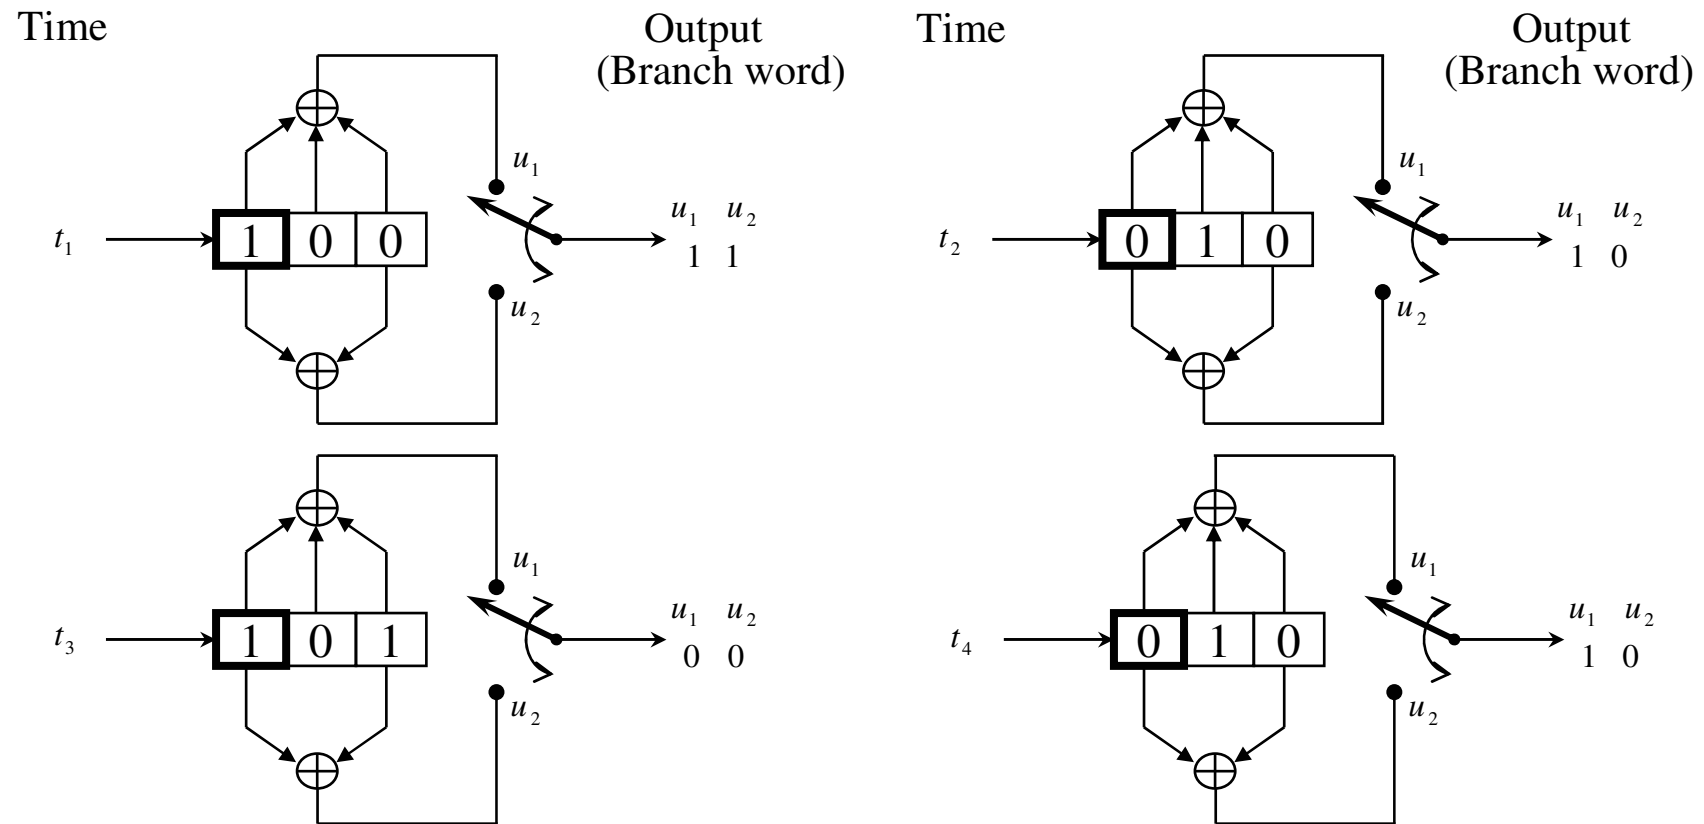 Time Output Time Output
(Branch word) (Branch word)
u1 u1
u1 u2 u1 u2
t1 1 0 0 1 1 t2 0 1 0 1 0
u2 u2
u1 u1
u1 u2 u1 u2
t3 1 0 1 0 0 t4 0 1 0 1 0
u2 u2